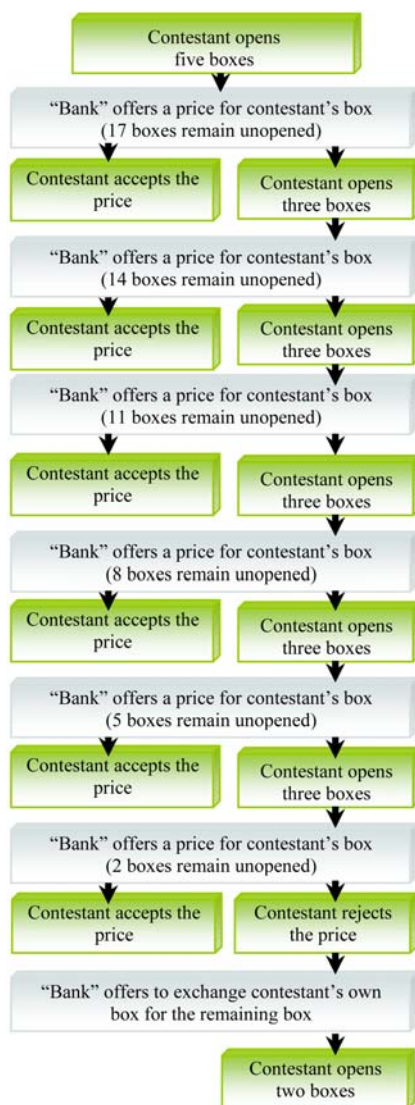 Contestant opens
five boxes
“Bank” offers a price for contestant’s box
(17 boxes remain unopened)
Contestant accepts the
price
Contestant opens
three boxes
“Bank” offers a price for contestant’s box
(14 boxes remain unopened)
Contestant accepts the
price
Contestant opens
three boxes
“Bank” offers a price for contestant’s box
(11 boxes remain unopened)
Contestant accepts the
price
Contestant opens
three boxes
“Bank” offers a price for contestant’s box
(8 boxes remain unopened)
Contestant accepts the
price
Contestant opens
three boxes
“Bank” offers a price for contestant’s box
(5 boxes remain unopened)
Contestant accepts the
price
Contestant opens
three boxes
“Bank” offers a price for contestant’s box
(2 boxes remain unopened)
Contestant accepts the
price
Contestant rejects
the price
“Bank” offers to exchange contestant’s own
box for the remaining box
Contestant opens
two boxes